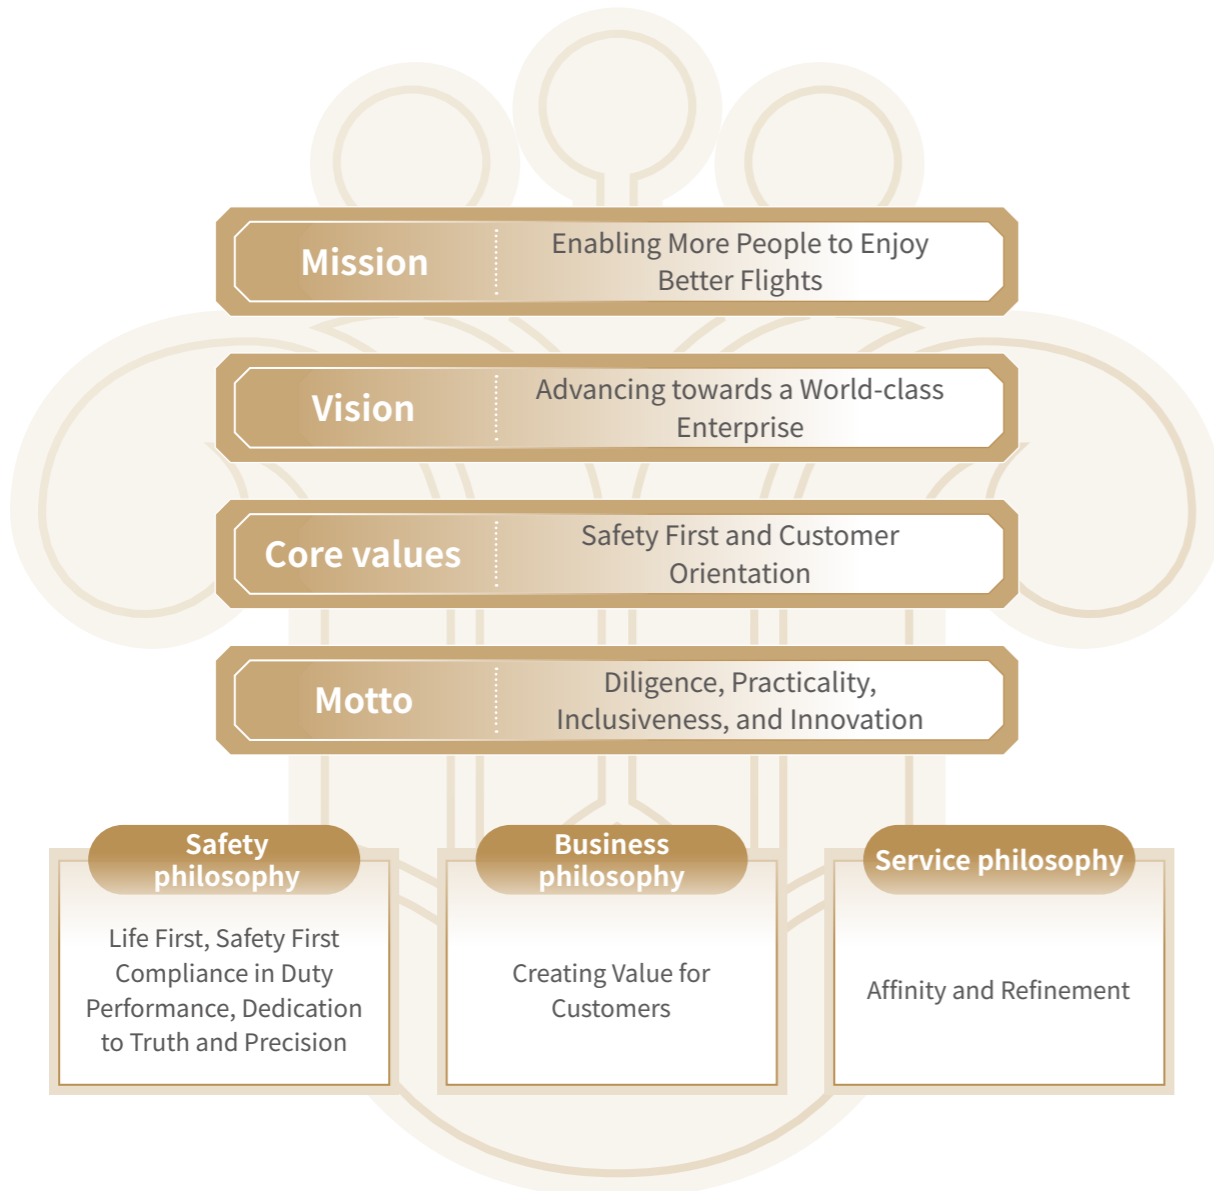 Mission
Enabling More People to Enjoy
Better Flights
Vision
Advancing towards a World-class
Enterprise
Core values
Safety First and Customer
Orientation
Motto
Diligence, Practicality,
Inclusiveness, and Innovation
Safety
philosophy
Life First, Safety First
Compliance in Duty
Performance, Dedication
to Truth and Precision
Business
philosophy
Creating Value for
Customers
Service philosophy
Affinity and Refinement